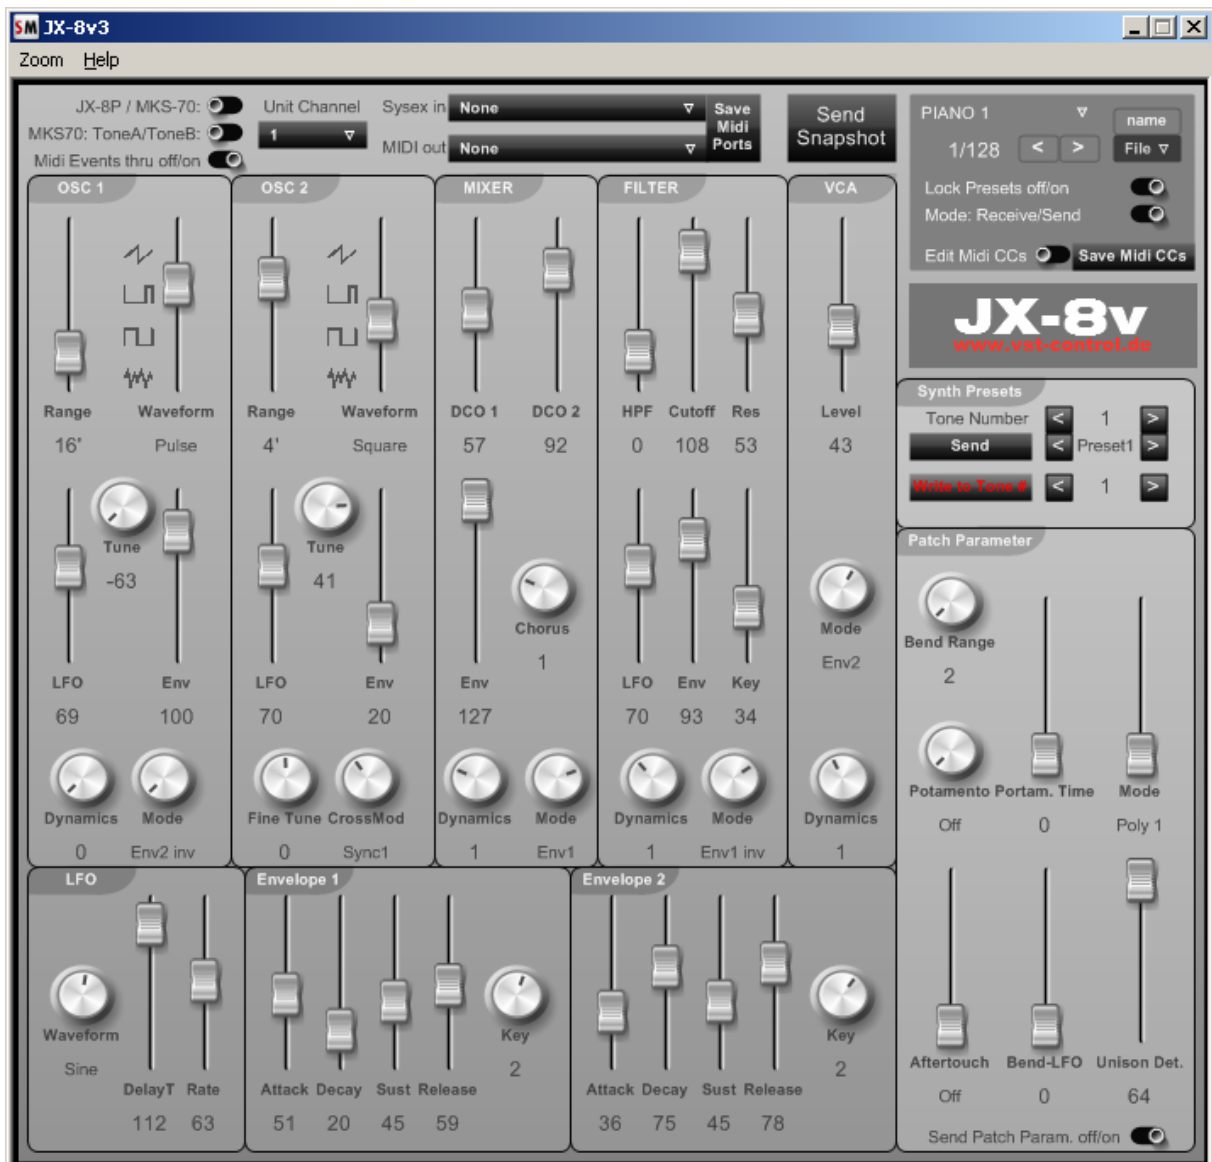 SM JX-8v3
Zoom Help
JX-8P / MKS-70:
MKS70: ToneA/ToneB:
Midi Events thru off/on
Unit Channel
1
Sysex in None
MIDI out None
Save Midi Ports
Send Snapshot
PIANO 1
name
1/128 < >
File
Lock Presets off/on
Mode: Receive/Send
Edit Midi CCs Save Midi CCs
JX-8v
www.vst-control.de
OSC 1
Range Waveform
16' Pulse
Tune
-63
LFO Env
69 100
Dynamics Mode
0 Env2 inv
OSC 2
Range Waveform
4' Square
Tune
41
LFO Env
70 20
Fine Tune CrossMod
0 Sync1
MIXER
DCO 1 DCO 2
57 92
Chorus
1
Env
127
Dynamics Mode
1 Env1
FILTER
HPF Cutoff Res
0 108 53
LFO Env Key
70 93 34
Dynamics Mode
1 Env1 inv
VCA
Level
43
Mode
Env2
Dynamics
1
Synth Presets
Tone Number < 1 >
Send < Preset1 >
Write to Tone # < 1 >
Patch Parameter
Bend Range
2
Potamento Portam. Time Mode
Off 0 Poly 1
Aftertouch Bend-LFO Unison Det.
Off 0 64
Send Patch Param. off/on
LFO
Waveform
Sine
DelayT Rate
112 63
Envelope 1
Attack Decay Sust Release
51 20 45 59
Key
2
Envelope 2
Attack Decay Sust Release
36 75 45 78
Key
2